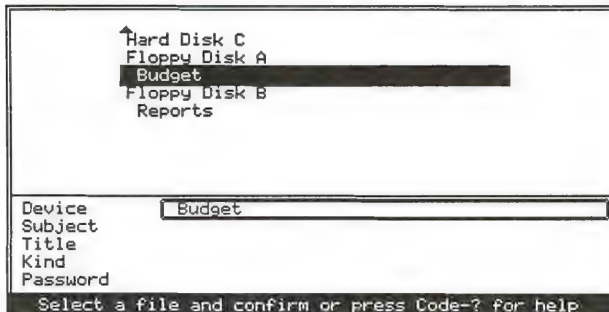 Hard Disk C
Floppy Disk A
Budget
Floppy Disk B
Reports
Device Budget
Subject
Title
Kind
Password
Select a file and confirm or press Code-? for help